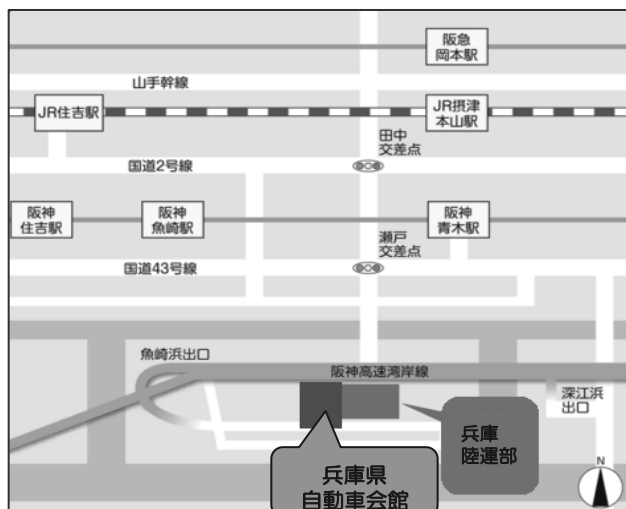 阪急
岡本駅
山手幹線
JR住吉駅
JR摂津
本山駅
田中
交差点
国道2号線
阪神
住吉駅
阪神
魚崎駅
阪神
青木駅
瀬戸
交差点
国道43号線
魚崎浜出口
阪神高速湾岸線
深江浜
出口
兵庫
陸運部
兵庫県
自動車会館
N